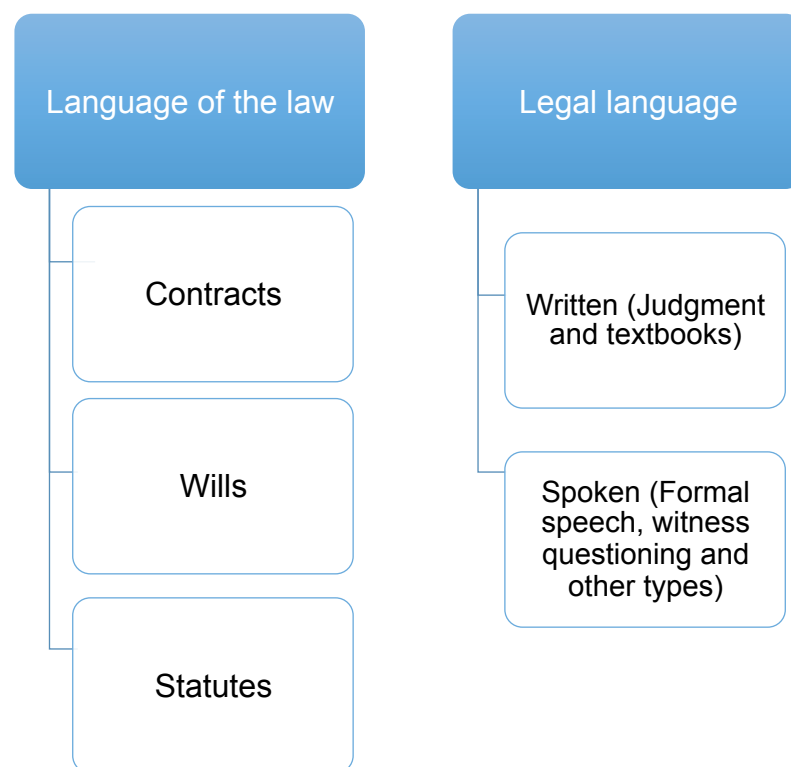 Language of the law
Contracts
Wills
Statutes
Legal language
Written (Judgment
and textbooks)
Spoken (Formal
speech, witness
questioning and
other types)